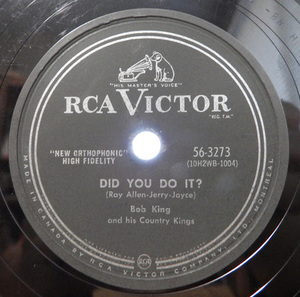 "HIS MASTER'S VOICE"
RCA VICTOR
"REG. T.M."
"NEW ORTHOPHONIC"
HIGH FIDELITY
56-3273
(10H2WB-1004)
DID YOU DO IT?
(Ray Allen-Jerry-Joyce)
Bob King
and his Country Kings
MADE IN CANADA BY RCA VICTOR COMPANY LTD., MONTREAL
RCA